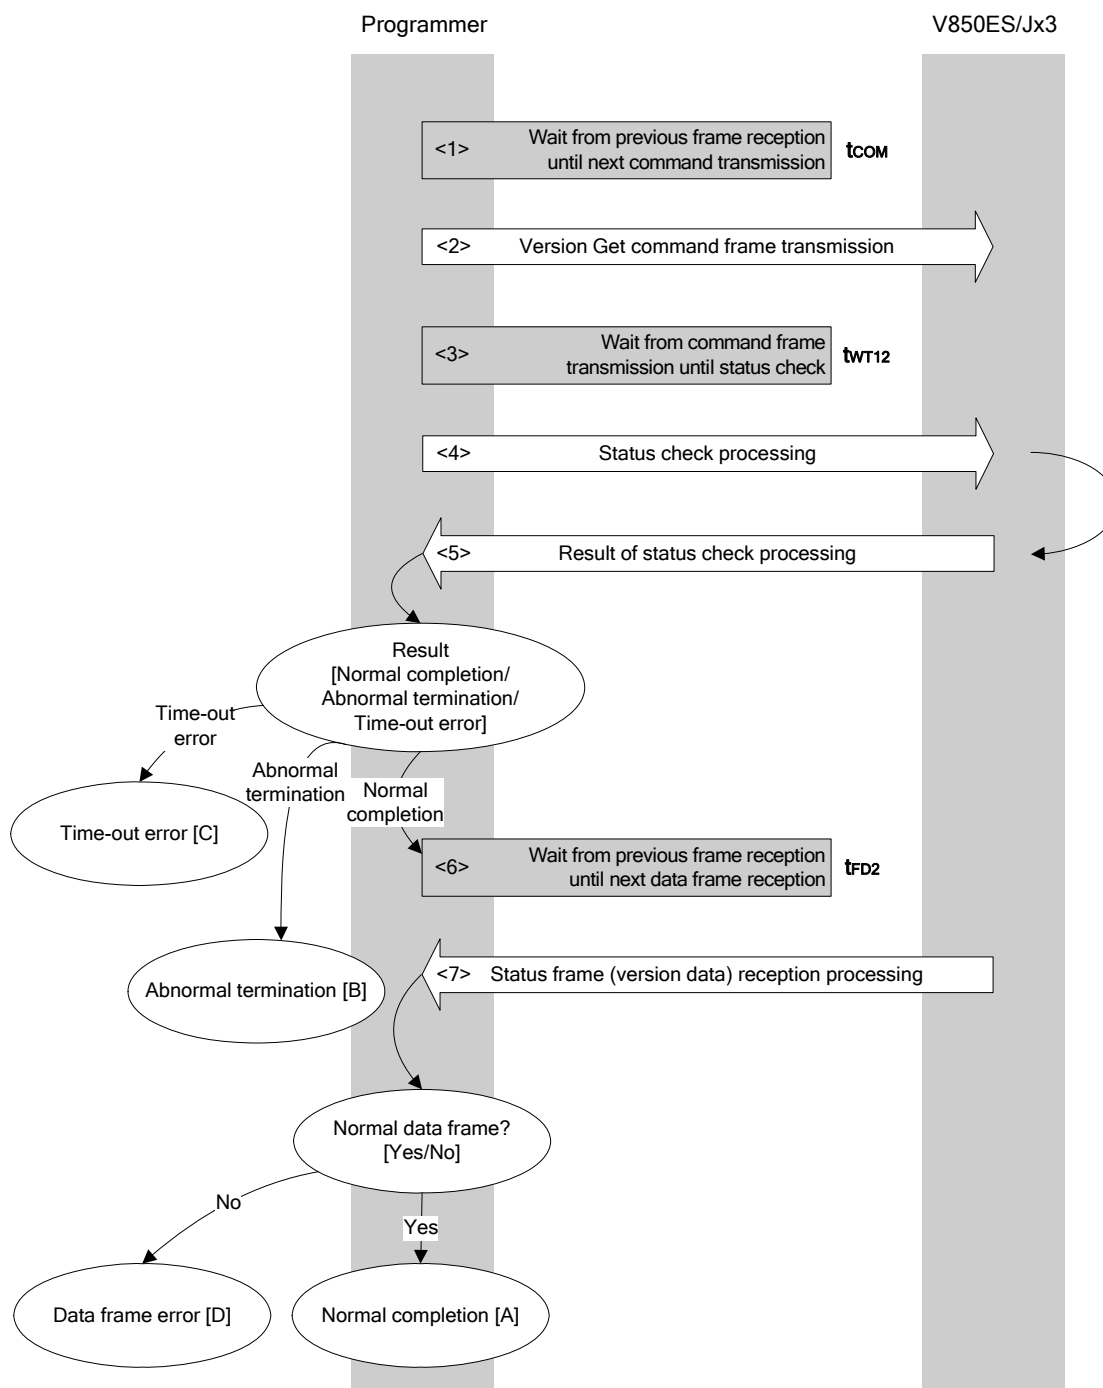 Programmer
V850ES/Jx3
<1>
Wait from previous frame reception
until next command transmission
tCOM
<2>
Version Get command frame transmission
<3>
Wait from command frame
transmission until status check
tWT12
<4>
Status check processing
<5>
Result of status check processing
Result
[Normal completion/
Abnormal termination/
Time-out error]
Time-out
error
Abnormal
termination
Normal
completion
Time-out error [C]
<6>
Wait from previous frame reception
until next data frame reception
tFD2
Abnormal termination [B]
<7>
Status frame (version data) reception processing
Normal data frame?
[Yes/No]
No
Yes
Data frame error [D]
Normal completion [A]